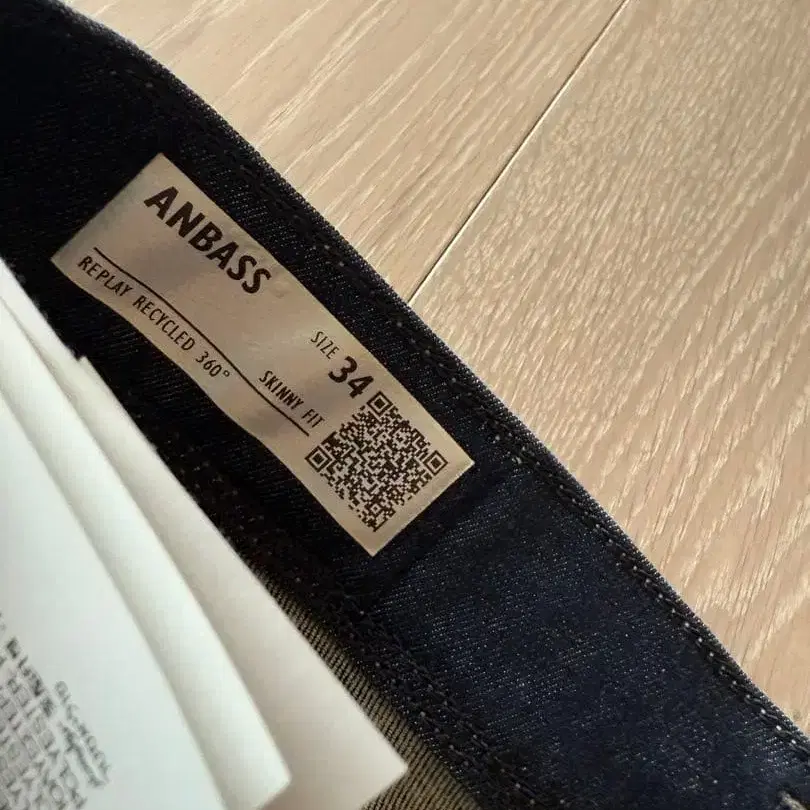 ANBASS
SIZE 34
REPLAY RECYCLED 360°
SKINNY FIT